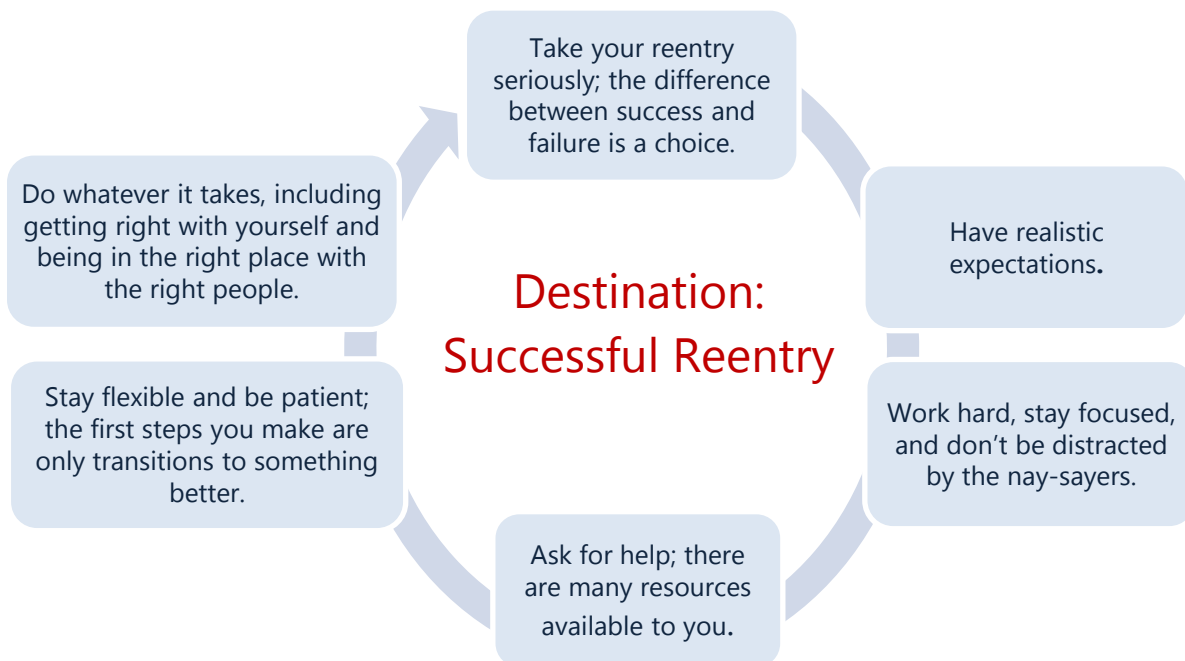 Take your reentry
seriously; the difference
between success and
failure is a choice.
Have realistic
expectations.
Work hard, stay focused,
and don’t be distracted
by the nay-sayers.
Ask for help; there
are many resources
available to you.
Stay flexible and be patient;
the first steps you make are
only transitions to something
better.
Do whatever it takes, including
getting right with yourself and
being in the right place with
the right people.
Destination:
Successful Reentry